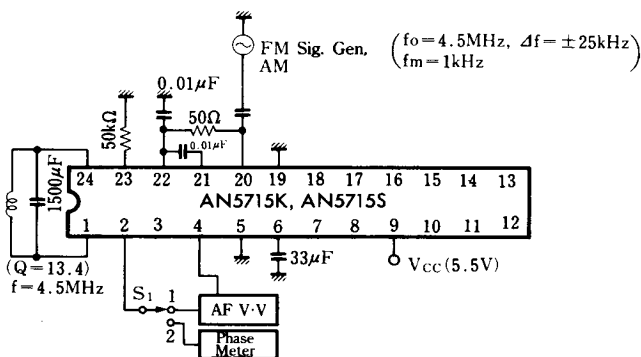 FM Sig. Gen,
AM
(fo=4.5MHz, Δf=±25kHz
fm=1kHz)
0.01μF
50kΩ
50Ω
0.01μF
1500μF
24 23 22 21 20 19 18 17 16 15 14 13
AN5715K, AN5715S
1 2 3 4 5 6 7 8 9 10 11 12
(Q=13.4)
f=4.5MHz
33μF
VCC(5.5V)
S1
1
2
AF V·V
Phase
Meter